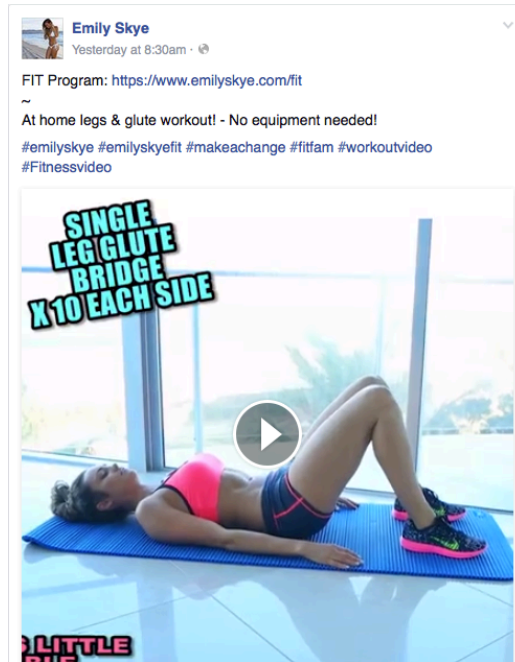 Emily Skye
Yesterday at 8:30am ·
FIT Program: https://www.emilyskye.com/fit
~
At home legs & glute workout! - No equipment needed!
#emilyskye #emilyskyefit #makeachange #fitfam #workoutvideo
#Fitnessvideo
SINGLE
LEG GLUTE
BRIDGE
X 10 EACH SIDE
LITTLE